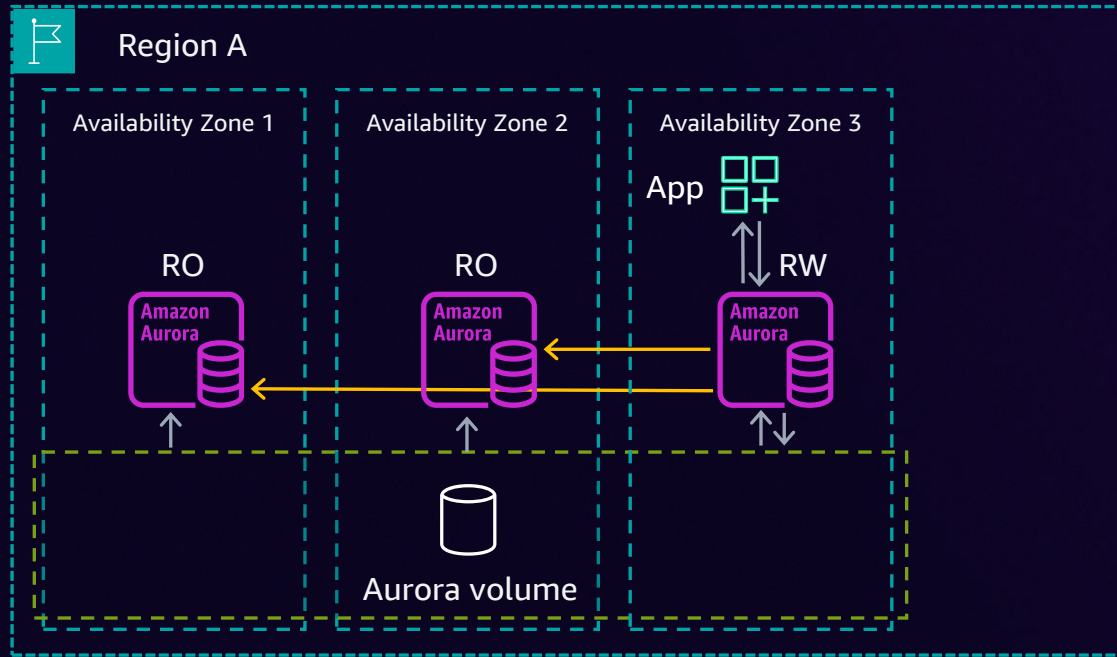 Region A
Availability Zone 1
Availability Zone 2
Availability Zone 3
App
RO
RO
RW
Amazon
Aurora
Amazon
Aurora
Amazon
Aurora
Aurora volume